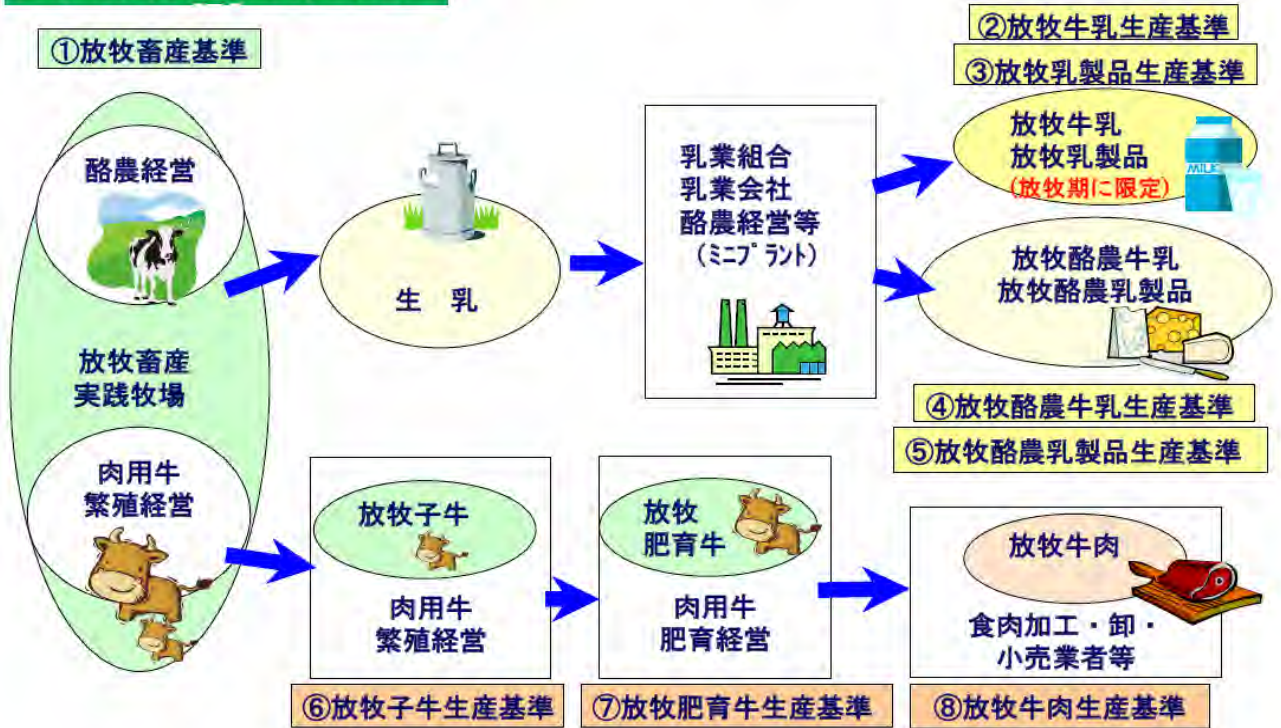 ①放牧畜産基準
酪農経営
放牧畜産
実践牧場
肉用牛
繁殖経営
生 乳
乳業組合
乳業会社
酪農経営等
(ミニプラント)
②放牧牛乳生産基準
③放牧乳製品生産基準
放牧牛乳
放牧乳製品
(放牧期に限定)
MILK
放牧酪農牛乳
放牧酪農乳製品
④放牧酪農牛乳生産基準
⑤放牧酪農乳製品生産基準
放牧子牛
肉用牛
繁殖経営
⑥放牧子牛生産基準
放牧
肥育牛
肉用牛
肥育経営
⑦放牧肥育牛生産基準
放牧牛肉
食肉加工・卸・
小売業者等
⑧放牧牛肉生産基準